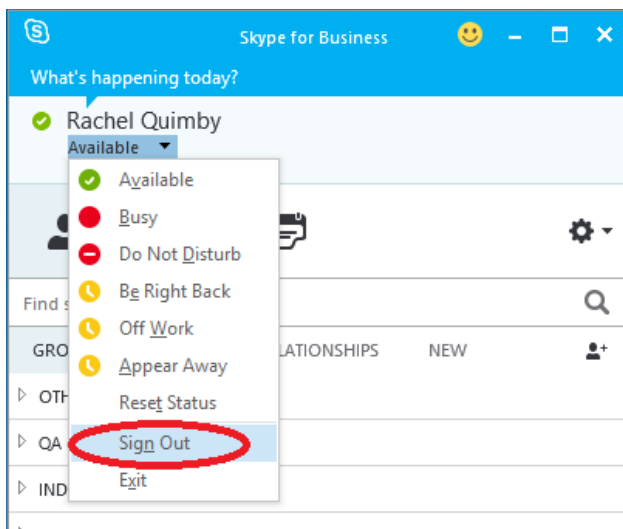 Skype for Business
What's happening today?
Rachel Quimby
Available
Available
Busy
Do Not Disturb
Be Right Back
Off Work
Appear Away
Reset Status
Sign Out
Exit
Find
GRO LATIONSHIPS NEW
OTH
QA
IND